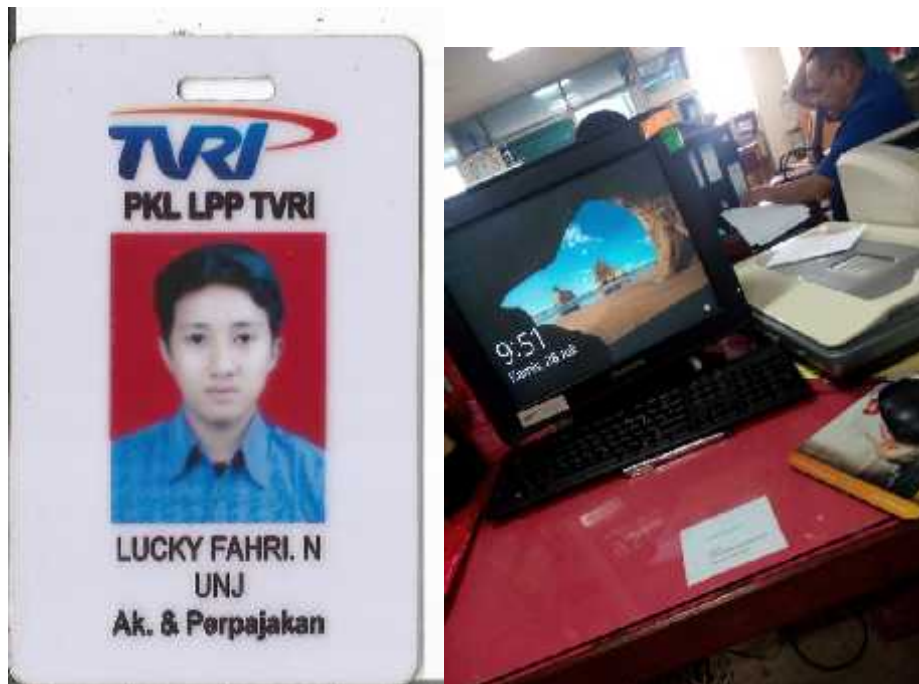 TVRI
PKL LPP TVRI
LUCKY FAHRI. N
UNJ
Ak. & Perpajakan
9:51
Kamis, 28 Juli